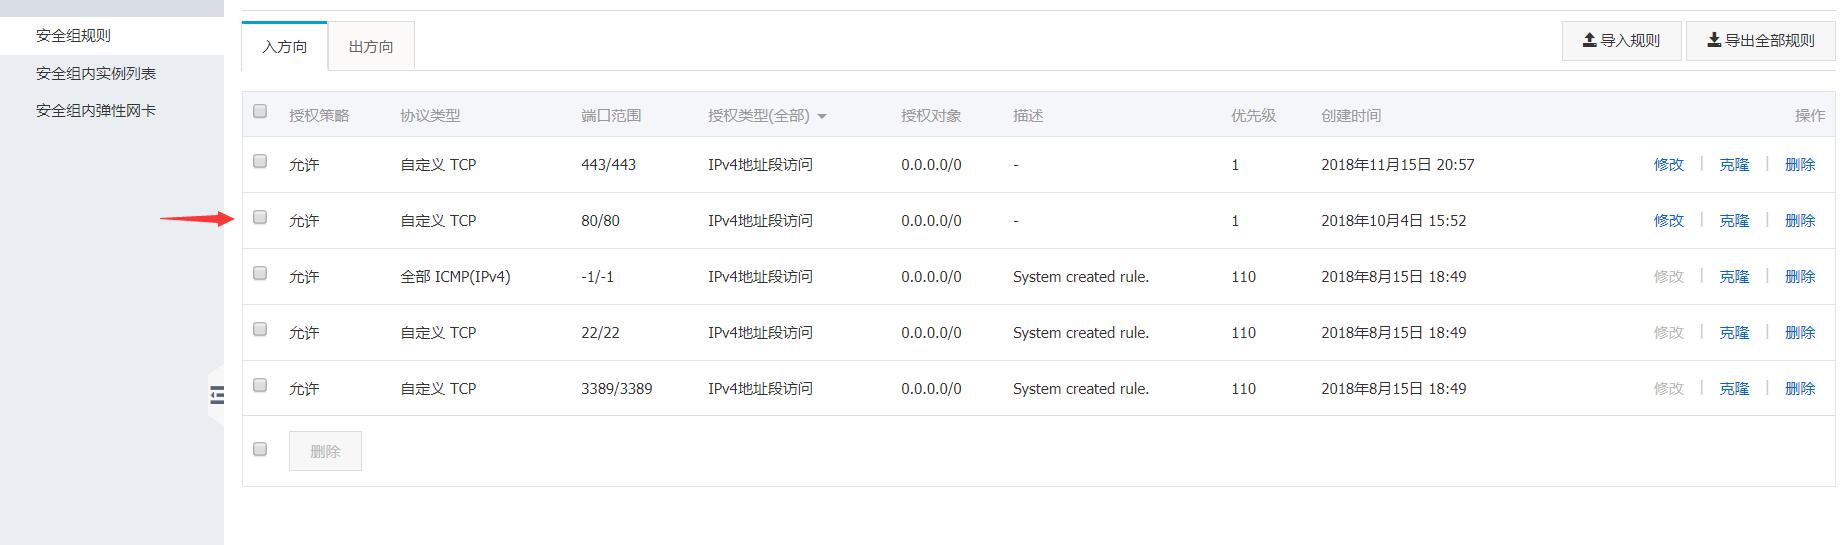 安全组规则
安全组内实例列表
安全组内弹性网卡
入方向 出方向 导入规则 导出全部规则
授权策略 协议类型 端口范围 授权类型(全部) 授权对象 描述 优先级 创建时间 操作
允许 自定义 TCP 443/443 IPv4地址段访问 0.0.0.0/0 - 1 2018年11月15日 20:57 修改 | 克隆 | 删除
允许 自定义 TCP 80/80 IPv4地址段访问 0.0.0.0/0 - 1 2018年10月4日 15:52 修改 | 克隆 | 删除
允许 全部 ICMP(IPv4) -1/-1 IPv4地址段访问 0.0.0.0/0 System created rule. 110 2018年8月15日 18:49 修改 | 克隆 | 删除
允许 自定义 TCP 22/22 IPv4地址段访问 0.0.0.0/0 System created rule. 110 2018年8月15日 18:49 修改 | 克隆 | 删除
允许 自定义 TCP 3389/3389 IPv4地址段访问 0.0.0.0/0 System created rule. 110 2018年8月15日 18:49 修改 | 克隆 | 删除
删除